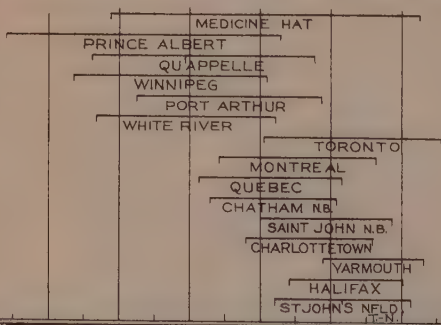 MEDICINE HAT
PRINCE ALBERT
QU'APPELLE
WINNIPEG
PORT ARTHUR
WHITE RIVER
TORONTO
MONTREAL
QUEBEC
CHATHAM N.B.
SAINT JOHN N.B.
CHARLOTTETOWN
YARMOUTH
HALIFAX
ST JOHN'S NFLD.
T.-N.